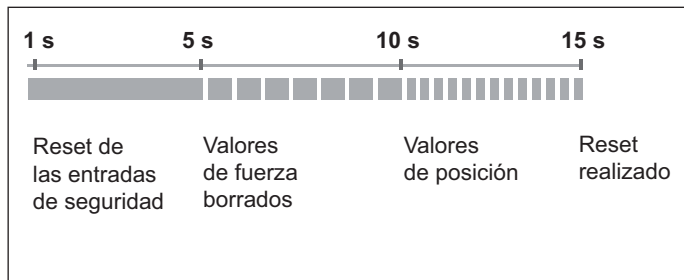 1 s 5 s 10 s 15 s
Reset de
las entradas
de seguridad
Valores
de fuerza
borrados
Valores
de posición
Reset
realizado